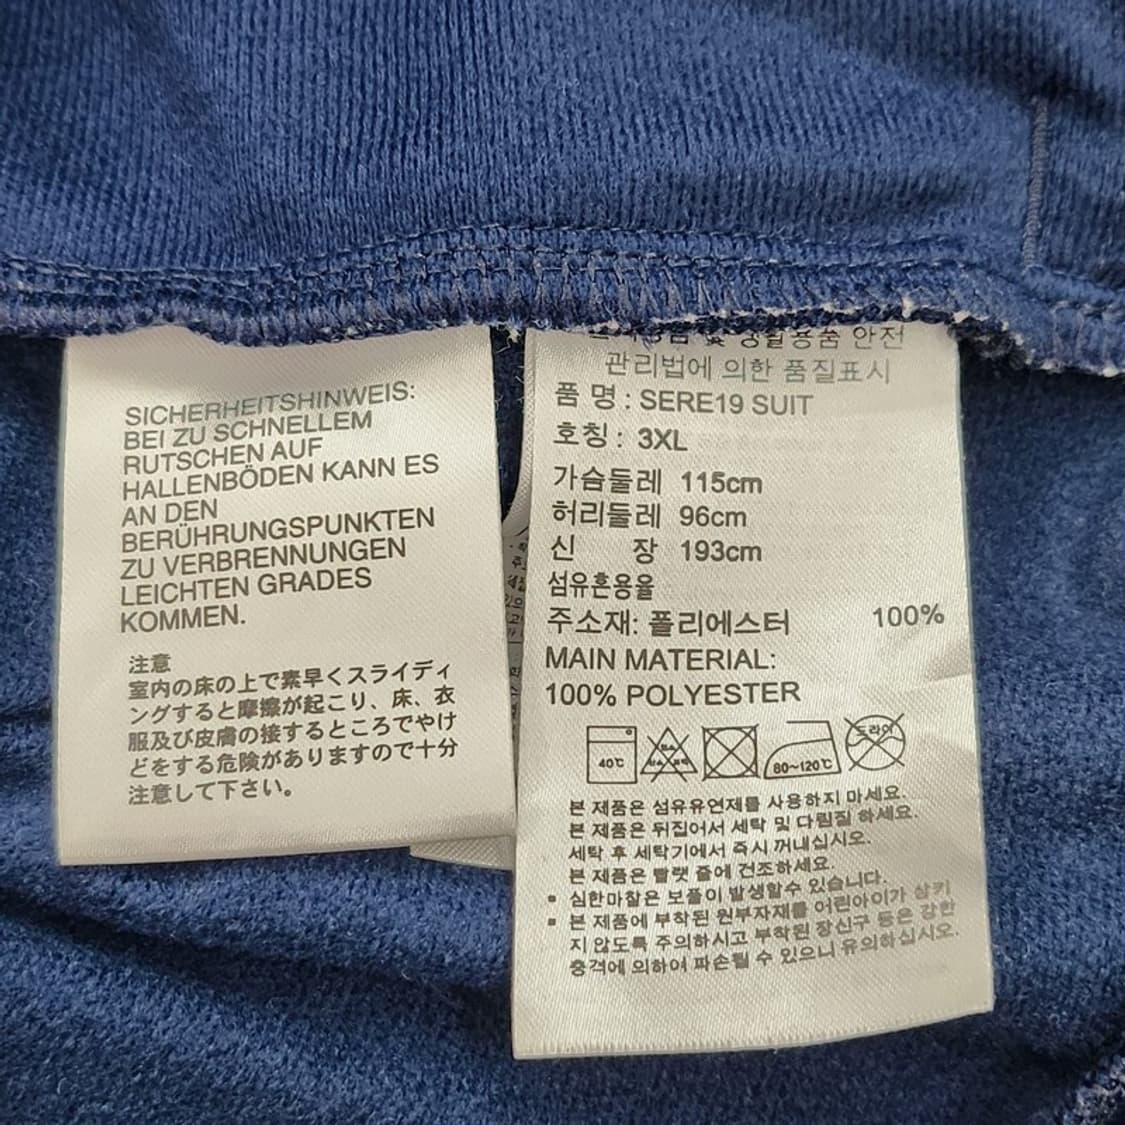 SICHERHEITSHINWEIS:
BEI ZU SCHNELLEM
RUTSCHEN AUF
HALLENBÖDEN KANN ES
AN DEN
BERÜHRUNGSPUNKTEN
ZU VERBRENNUNGEN
LEICHTEN GRADES
KOMMEN.
注意
室内の床の上で素早くスライディ
ングすると摩擦が起こり、床、衣
服及び皮膚の接するところでやけ
どをする危険がありますので十分
注意して下さい。
및 생활용품 안전
관리법에 의한 품질표시
품 명 : SERE19 SUIT
호칭 : 3XL
가슴둘레 115cm
허리둘레 96cm
신 장 193cm
섬유혼용율
주소재: 폴리에스터 100%
MAIN MATERIAL:
100% POLYESTER
40℃
80~120℃
드라이
본 제품은 섬유유연제를 사용하지 마세요.
본 제품은 뒤집어서 세탁 및 다림질 하세요.
세탁 후 세탁기에서 즉시 꺼내십시오.
본 제품은 빨랫 줄에 건조하세요.
▪ 심한마찰은 보풀이 발생할수 있습니다.
▪ 본 제품에 부착된 원부자재를 어린아이가 삼키
지 않도록 주의하시고 부착된 장신구 등은 강한
충격에 의하여 파손될 수 있으니 유의하십시오.